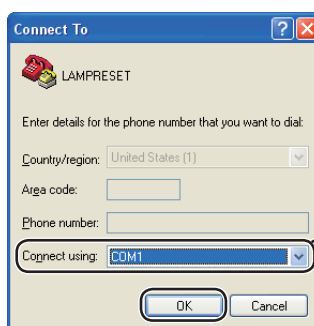 Connect To
LAMPRESET
Enter details for the phone number that you want to dial:
Country/region: United States (1)
Area code:
Phone number:
Connect using: COM1
OK Cancel